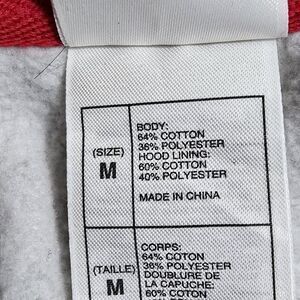 BODY:
64% COTTON
36% POLYESTER
HOOD LINING:
60% COTTON
40% POLYESTER
MADE IN CHINA
(SIZE)
M
CORPS:
64% COTON
36% POLYESTER
DOUBLURE DE
LA CAPUCHE:
60% COTON
(TAILLE)
M